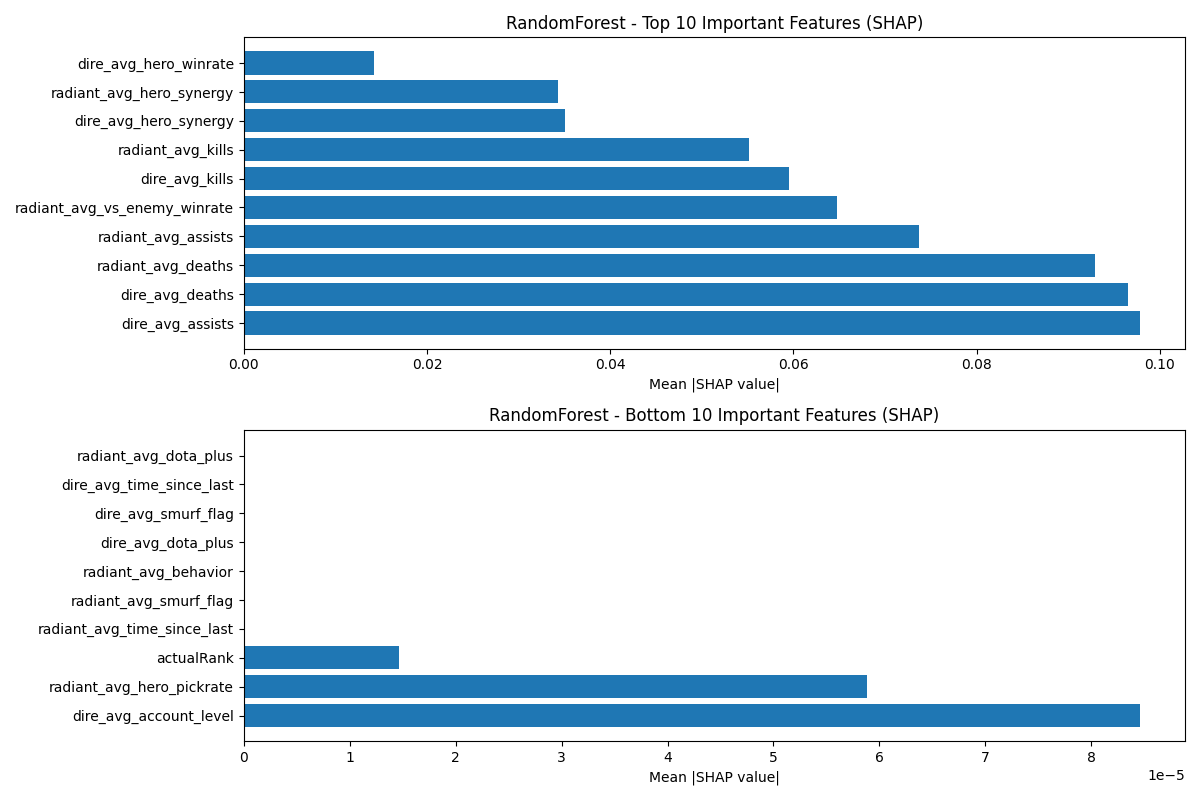 RandomForest - Top 10 Important Features (SHAP)
dire_avg_hero_winrate
radiant_avg_hero_synergy
dire_avg_hero_synergy
radiant_avg_kills
dire_avg_kills
radiant_avg_vs_enemy_winrate
radiant_avg_assists
radiant_avg_deaths
dire_avg_deaths
dire_avg_assists
0.00 0.02 0.04 0.06 0.08 0.10
Mean |SHAP value|
RandomForest - Bottom 10 Important Features (SHAP)
radiant_avg_dota_plus
dire_avg_time_since_last
dire_avg_smurf_flag
dire_avg_dota_plus
radiant_avg_behavior
radiant_avg_smurf_flag
radiant_avg_time_since_last
actualRank
radiant_avg_hero_pickrate
dire_avg_account_level
0 1 2 3 4 5 6 7 8
Mean |SHAP value|
1e−5